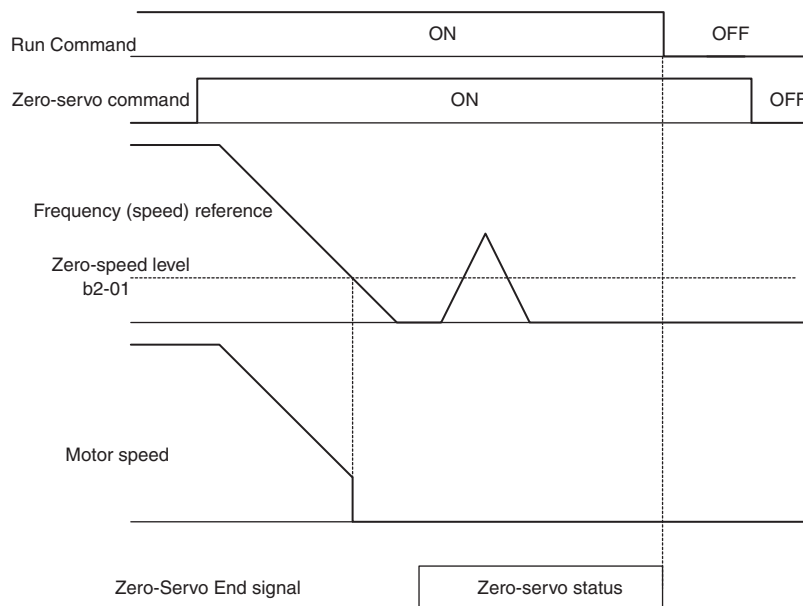 Run Command
ON
OFF
Zero-servo command
ON
OFF
Frequency (speed) reference
Zero-speed level
b2-01
Motor speed
Zero-Servo End signal
Zero-servo status